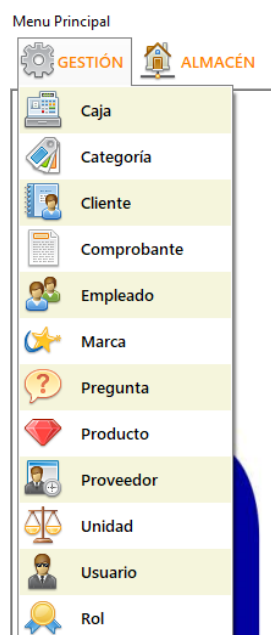 Menu Principal
GESTIÓN
ALMACÉN
Caja
Categoría
Cliente
Comprobante
Empleado
Marca
Pregunta
Producto
Proveedor
Unidad
Usuario
Rol